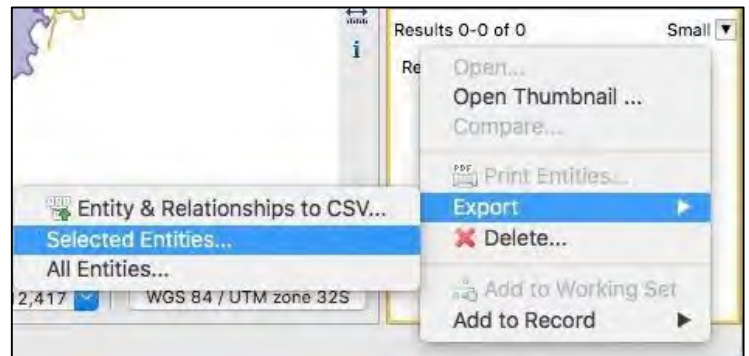 Results 0-0 of 0 Small
i
Re
Open...
Open Thumbnail ...
Compare...
PDF
Print Entities...
Entity & Relationships to CSV...
Export
Selected Entities...
Delete...
All Entities...
Add to Working Set
2,417 WGS 84 / UTM zone 32S
Add to Record